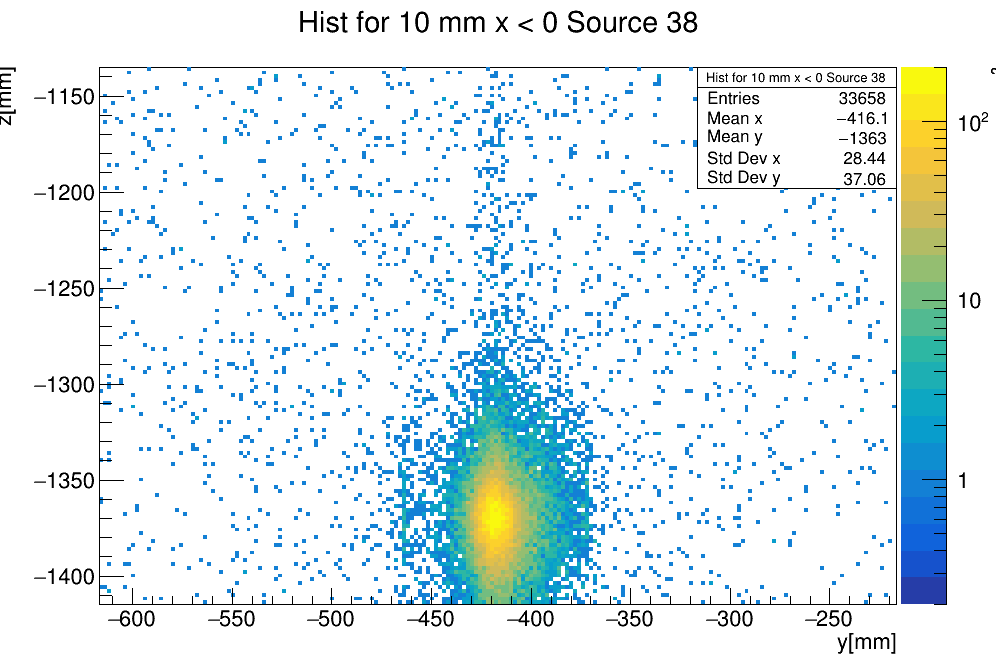 Hist for 10 mm x < 0 Source 38
z[mm]
−1150
−1200
−1250
−1300
−1350
−1400
Hist for 10 mm x < 0 Source 38
Entries 33658
Mean x −416.1
Mean y −1363
Std Dev x 28.44
Std Dev y 37.06
10²
10
1
−600 −550 −500 −450 −400 −350 −300 −250
y[mm]